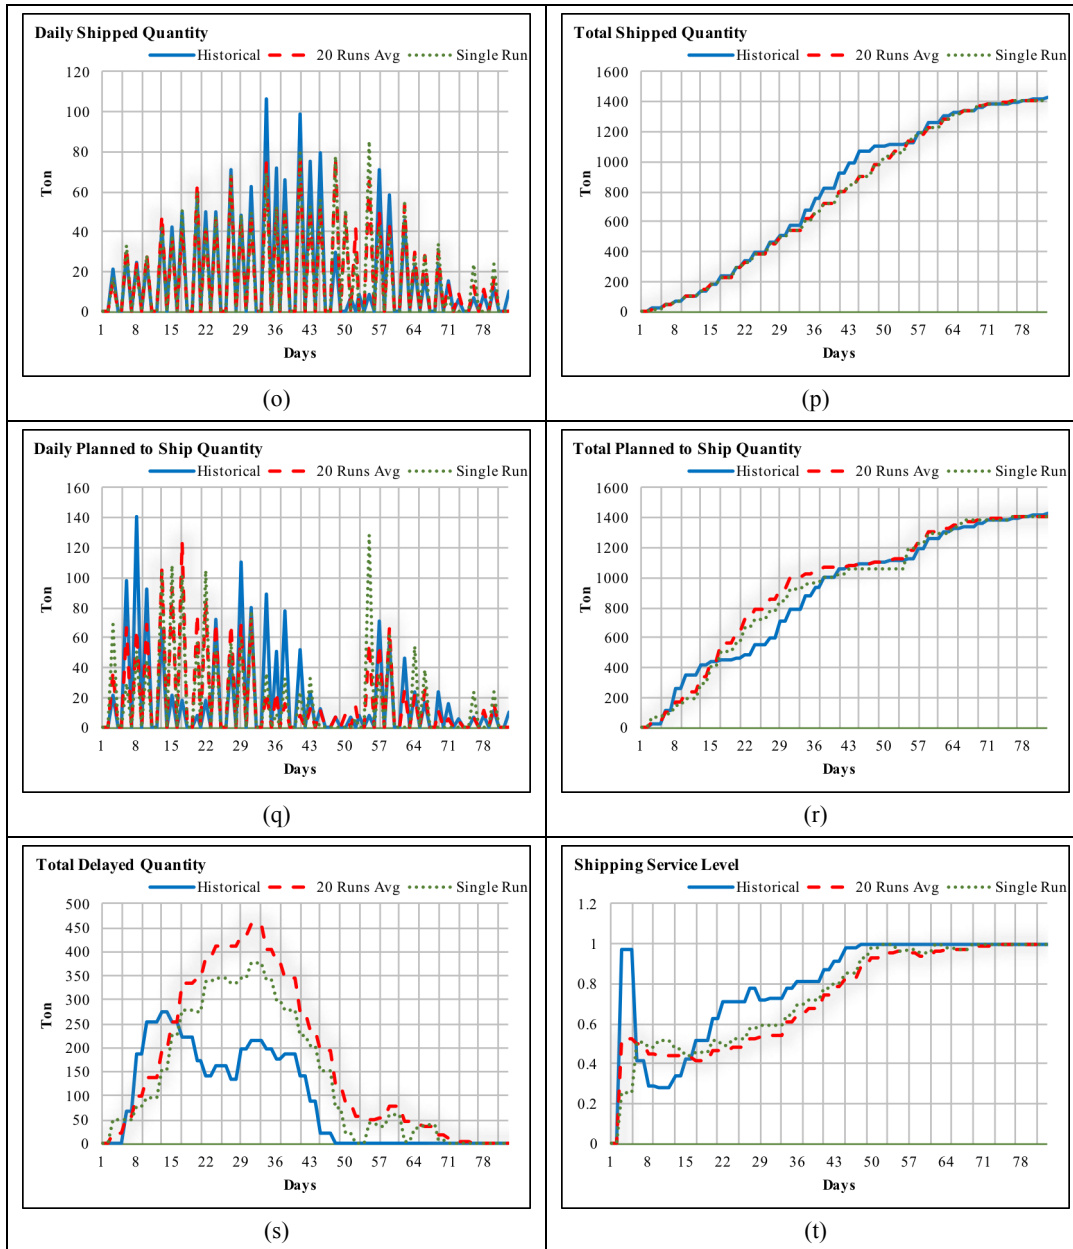 Daily Shipped Quantity
Historical 20 Runs Avg Single Run
120
100
80
60
40
20
0
Ton
1 8 15 22 29 36 43 50 57 64 71 78
Days
(o)
Total Shipped Quantity
Historical 20 Runs Avg Single Run
1600
1400
1200
1000
800
600
400
200
0
Ton
1 8 15 22 29 36 43 50 57 64 71 78
Days
(p)
Daily Planned to Ship Quantity
Historical 20 Runs Avg Single Run
160
140
120
100
80
60
40
20
0
Ton
1 8 15 22 29 36 43 50 57 64 71 78
Days
(q)
Total Planned to Ship Quantity
Historical 20 Runs Avg Single Run
1600
1400
1200
1000
800
600
400
200
0
Ton
1 8 15 22 29 36 43 50 57 64 71 78
Days
(r)
Total Delayed Quantity
Historical 20 Runs Avg Single Run
500
450
400
350
300
250
200
150
100
50
0
Ton
1 8 15 22 29 36 43 50 57 64 71 78
Days
(s)
Shipping Service Level
Historical 20 Runs Avg Single Run
1.2
1
0.8
0.6
0.4
0.2
0
1 8 15 22 29 36 43 50 57 64 71 78
Days
(t)